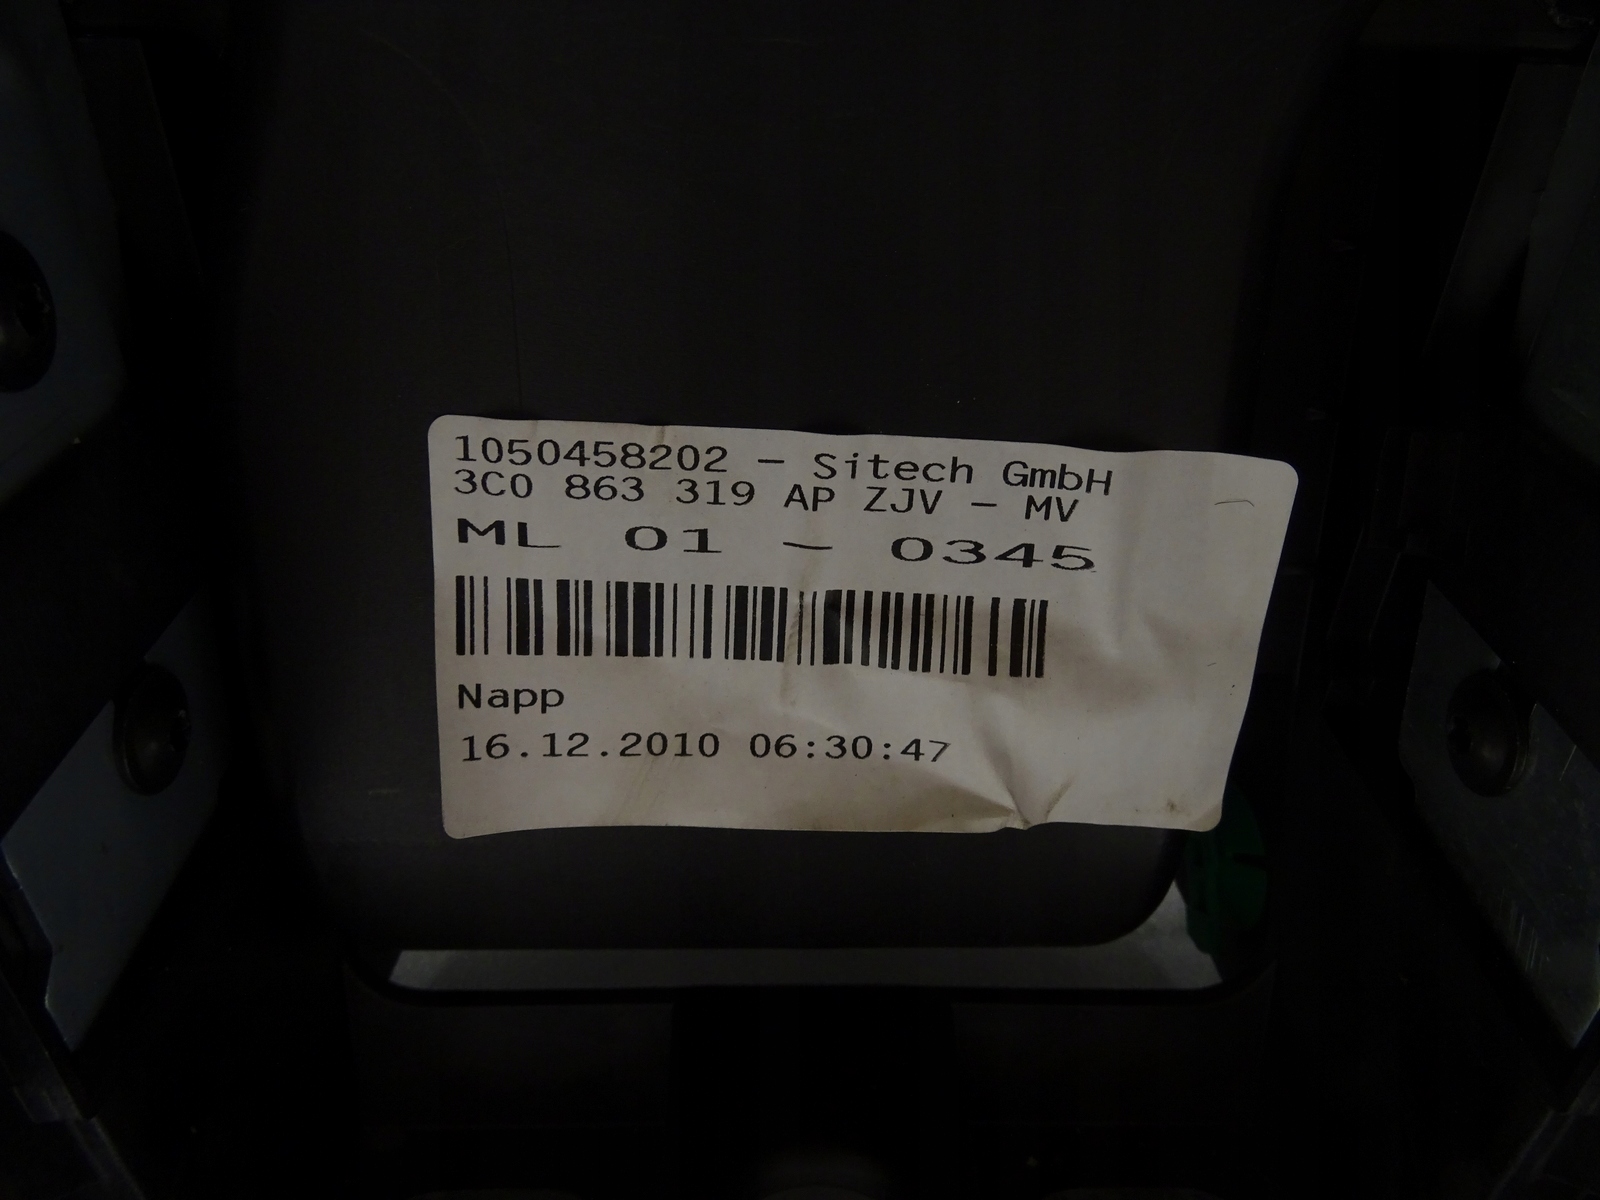 1050458202 - Sitech GmbH
3C0 863 319 AP ZJV - MV
ML 01 - 0345
Napp
16.12.2010 06:30:47